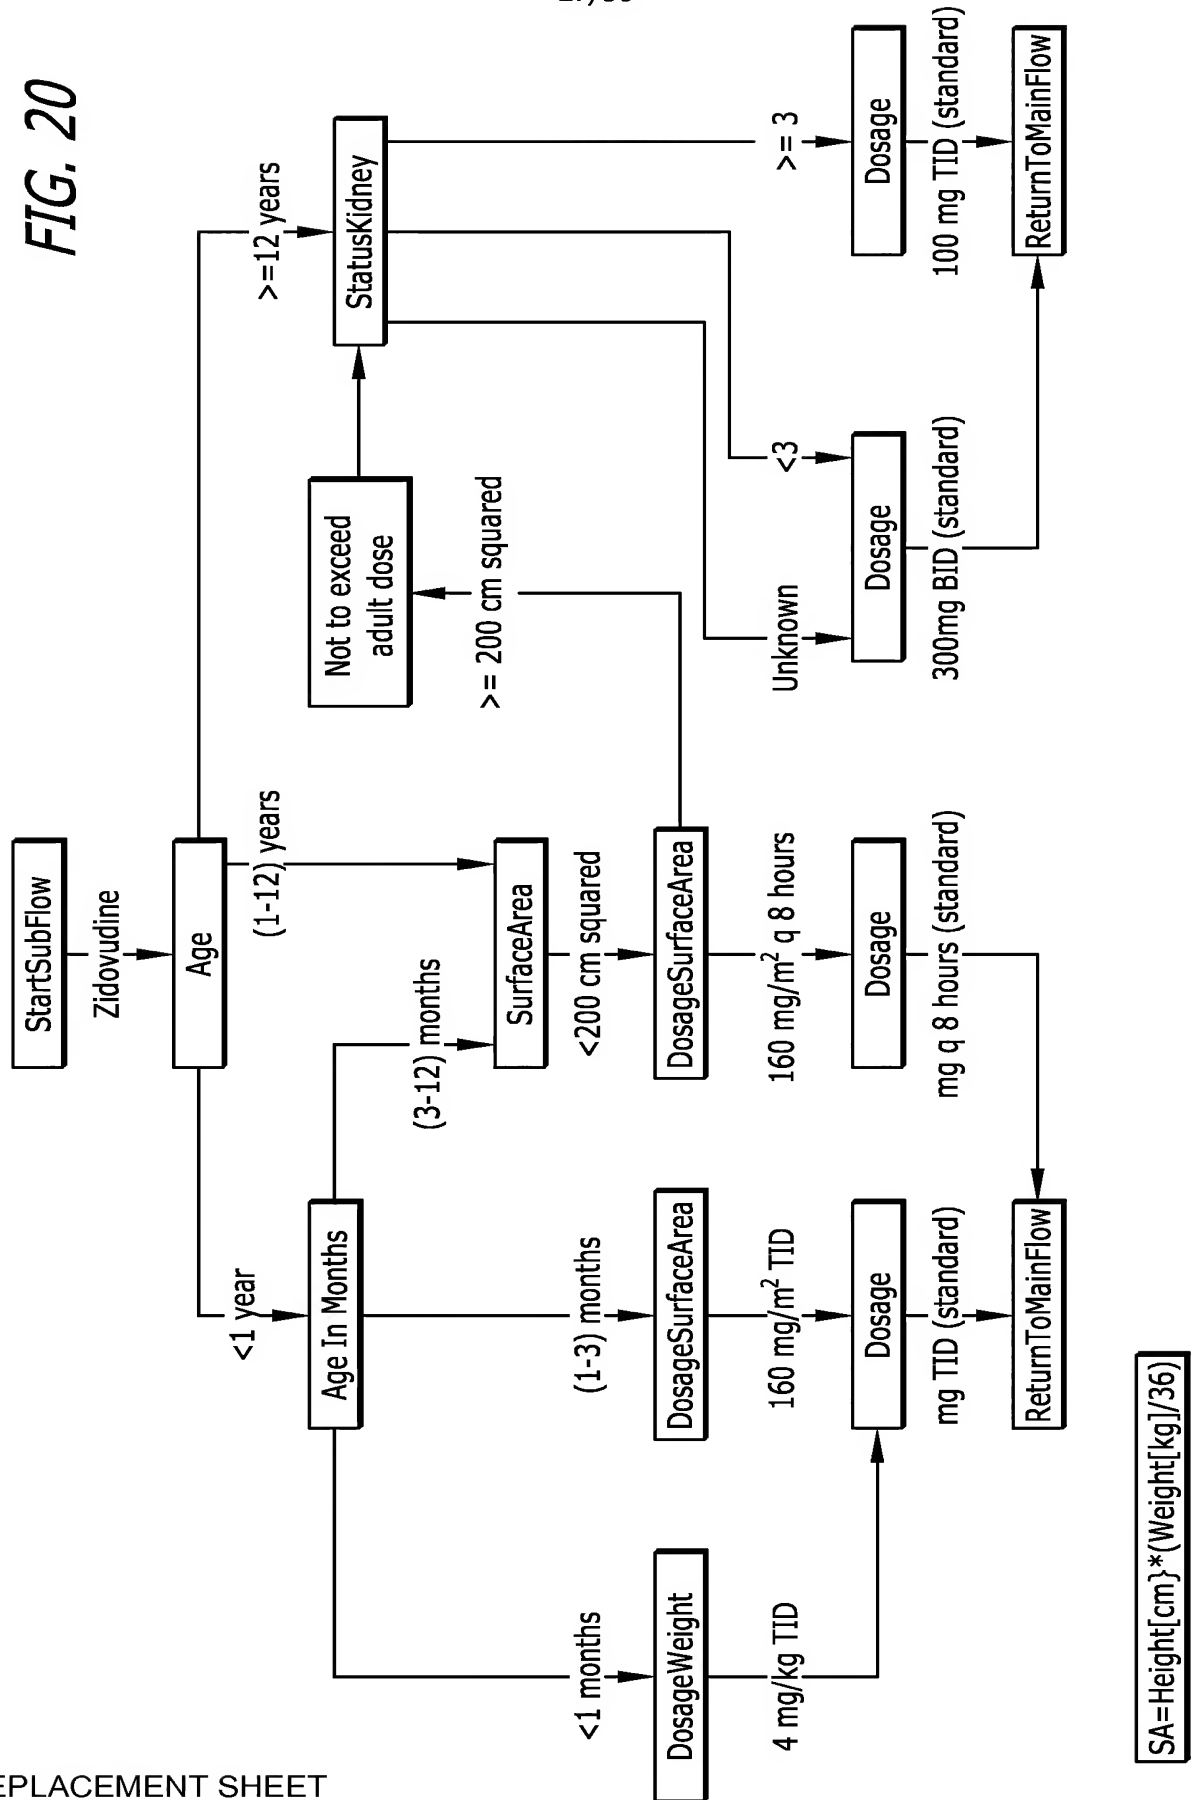 FIG. 20
StartSubFlow
Zidovudine
Age
<1 year
(1-12) years
>=12 years
Age In Months
Not to exceed
adult dose
StatusKidney
(3-12) months
SurfaceArea
>= 200 cm squared
<1 months
(1-3) months
<200 cm squared
DosageWeight
DosageSurfaceArea
DosageSurfaceArea
4 mg/kg TID
160 mg/m² TID
160 mg/m² q 8 hours
Unknown
<3
>= 3
Dosage
Dosage
Dosage
Dosage
mg TID (standard)
mg q 8 hours (standard)
300mg BID (standard)
100 mg TID (standard)
ReturnToMainFlow
ReturnToMainFlow
SA=Height[cm}*(Weight[kg]/36)
EPLACEMENT SHEET